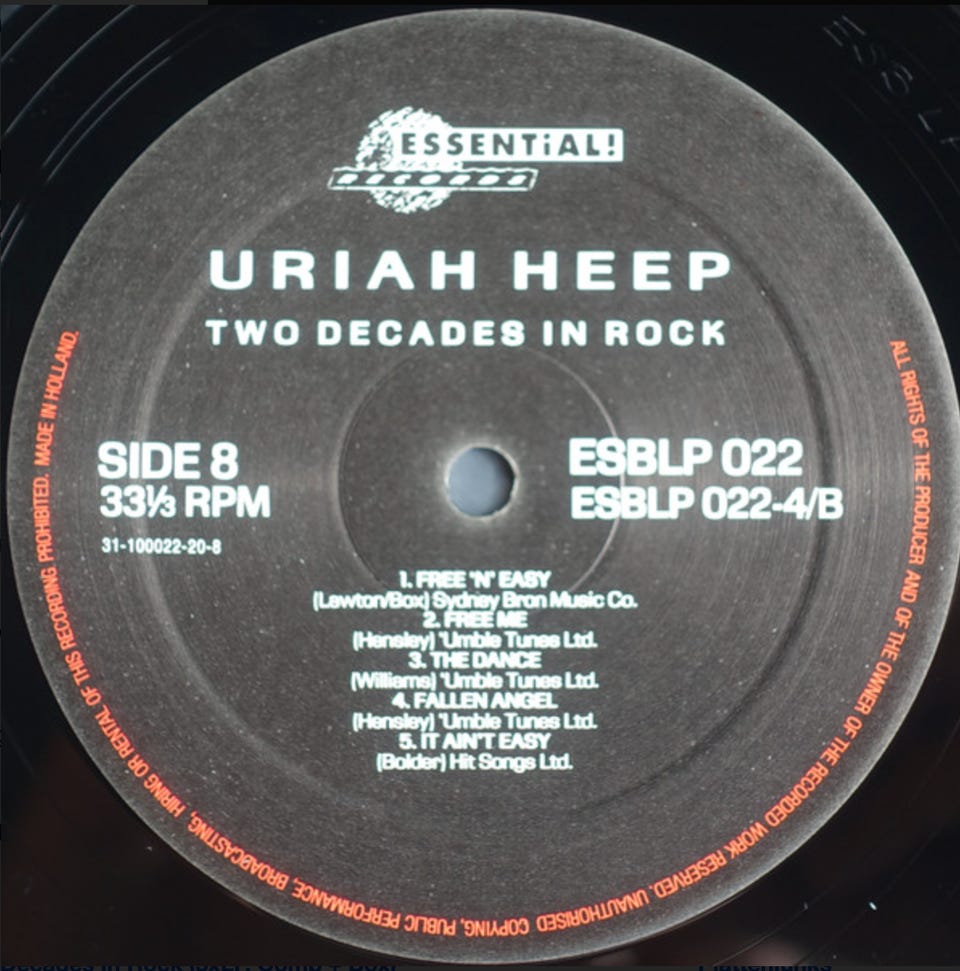 ESSENTiAL!
RECORDS
URIAH HEEP
TWO DECADES IN ROCK
SIDE 8
33⅓ RPM
31-100022-20-8
ESBLP 022
ESBLP 022-4/B
1. FREE 'N' EASY
(Lawton/Box) Sydney Bron Music Co.
2. FREE ME
(Hensley) 'Umble Tunes Ltd.
3. THE DANCE
(Williams) 'Umble Tunes Ltd.
4. FALLEN ANGEL
(Hensley) 'Umble Tunes Ltd.
5. IT AIN'T EASY
(Bolder) Hit Songs Ltd.
ALL RIGHTS OF THE PRODUCER AND OF THE OWNER OF THE RECORDED WORK RESERVED. UNAUTHORISED COPYING, PUBLIC PERFORMANCE, BROADCASTING, HIRING OR RENTAL OF THIS RECORDING PROHIBITED. MADE IN HOLLAND.